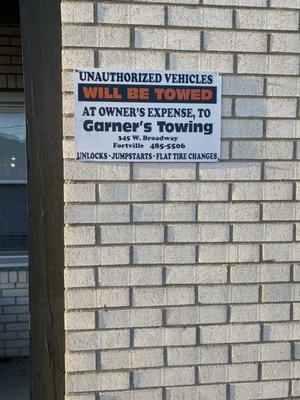 UNAUTHORIZED VEHICLES
WILL BE TOWED
AT OWNER'S EXPENSE, TO
Garner's Towing
345 W. Broadway
Fortville 485-5506
UNLOCKS - JUMPSTARTS - FLAT TIRE CHANGES